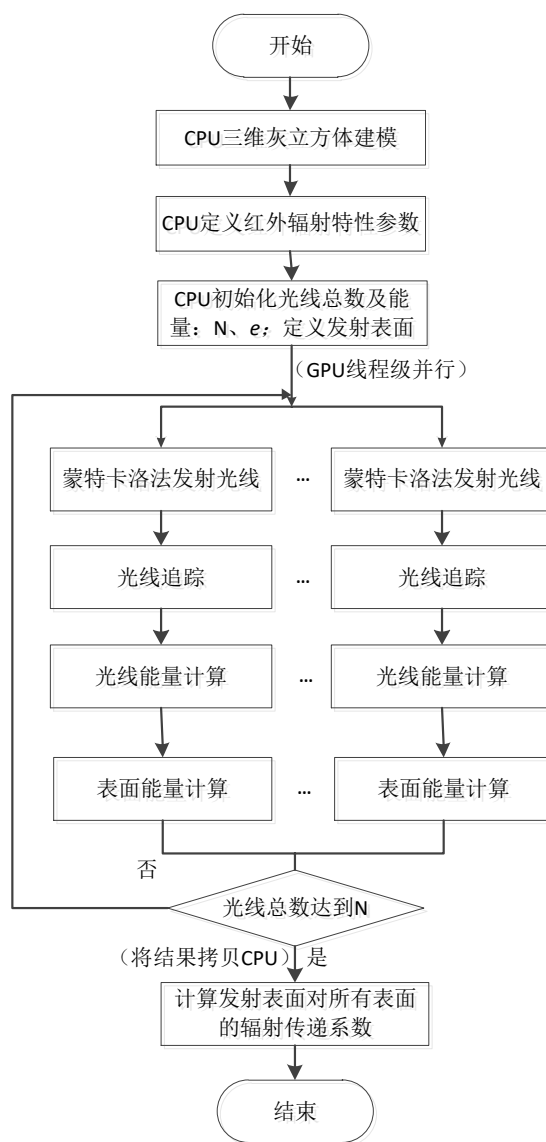 开始
CPU三维灰立方体建模
CPU定义红外辐射特性参数
CPU初始化光线总数及能
量：N、e；定义发射表面
（GPU线程级并行）
蒙特卡洛法发射光线 ... 蒙特卡洛法发射光线
光线追踪 ... 光线追踪
光线能量计算 ... 光线能量计算
表面能量计算 ... 表面能量计算
否
光线总数达到N
（将结果拷贝CPU） 是
计算发射表面对所有表面
的辐射传递系数
结束